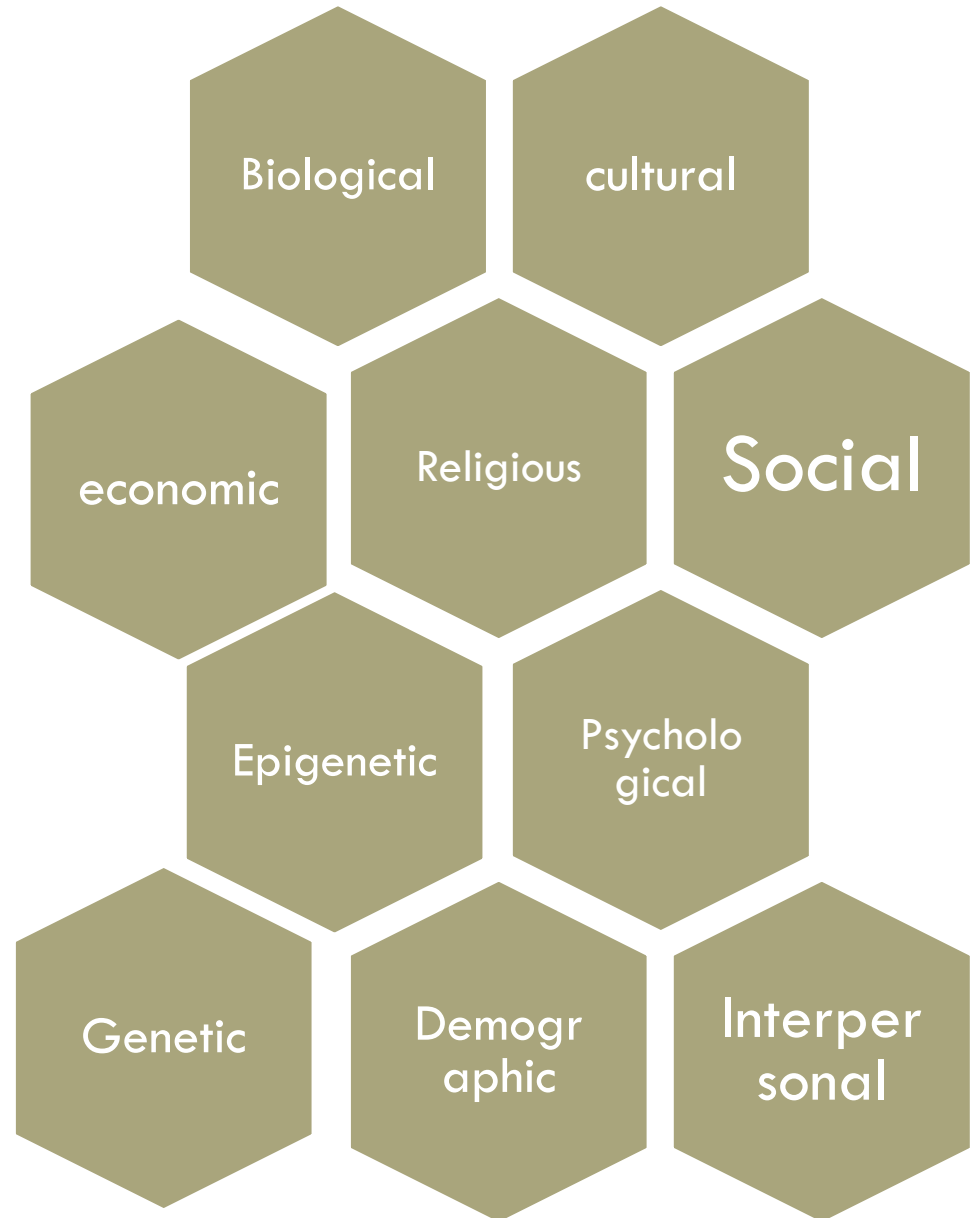 Biological
cultural
economic
Religious
Social
Epigenetic
Psycholo
gical
Genetic
Demogr
aphic
Interper
sonal